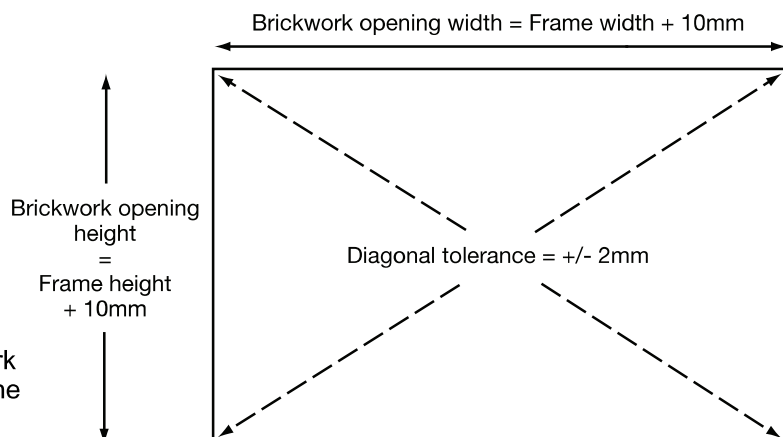 Brickwork opening width = Frame width + 10mm
Brickwork opening
height
=
Frame height
+ 10mm
Diagonal tolerance = +/- 2mm